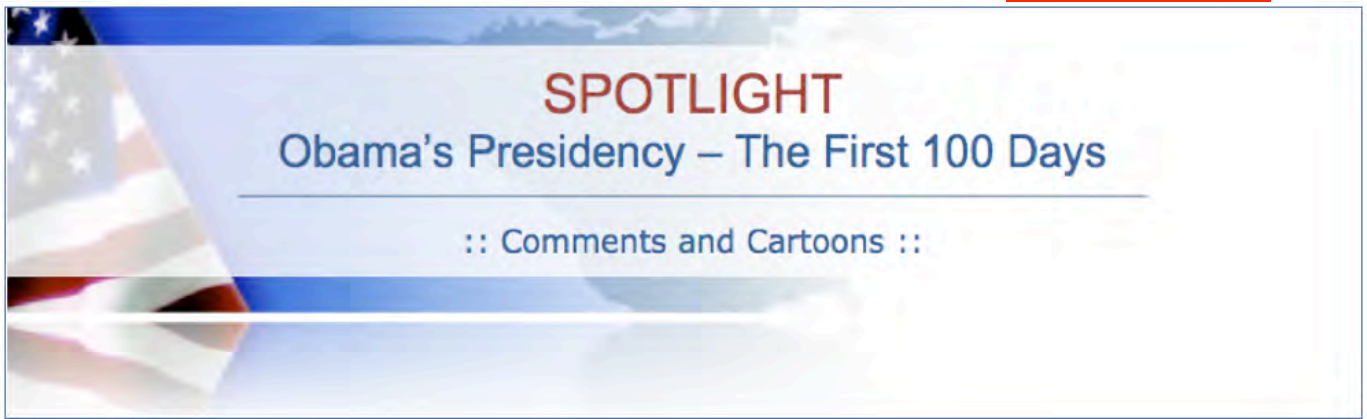 SPOTLIGHT
Obama's Presidency – The First 100 Days
:: Comments and Cartoons ::